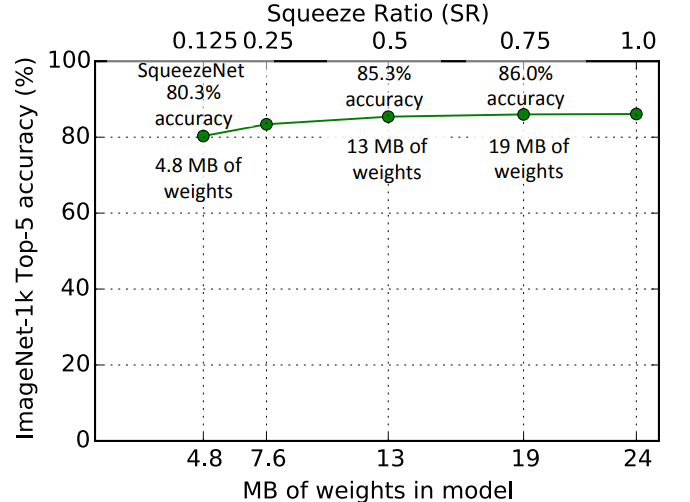 Squeeze Ratio (SR)
0.125 0.25 0.5 0.75 1.0
ImageNet-1k Top-5 accuracy (%)
100
80
60
40
20
0
SqueezeNet
80.3%
accuracy
4.8 MB of
weights
85.3%
accuracy
13 MB of
weights
86.0%
accuracy
19 MB of
weights
4.8 7.6 13 19 24
MB of weights in model